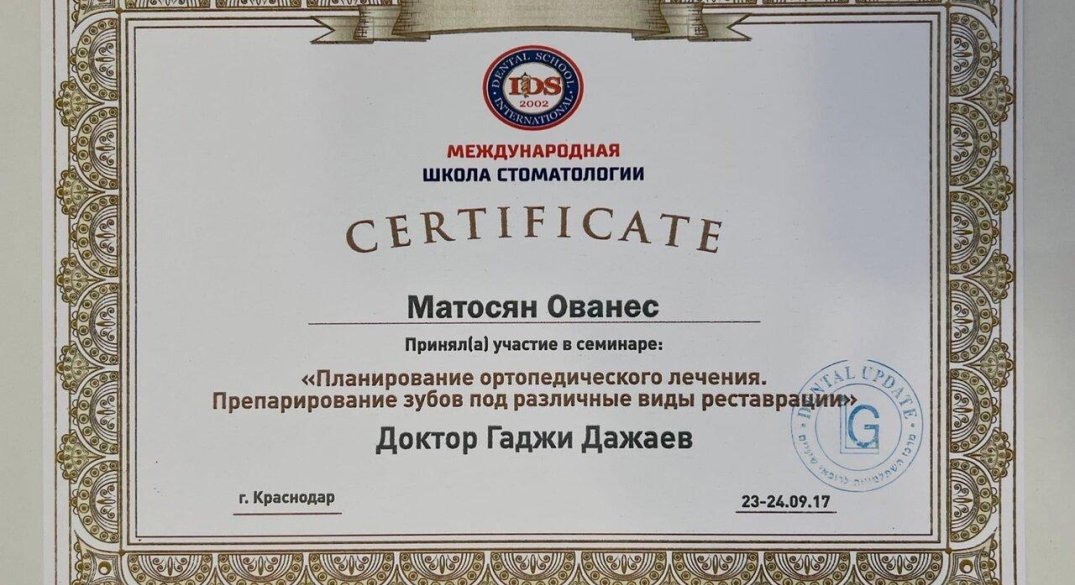 DENTAL SCHOOL
IDS
2002
INTERNATIONAL
МЕЖДУНАРОДНАЯ
ШКОЛА СТОМАТОЛОГИИ
CERTIFICATE
Матосян Ованес
Принял(а) участие в семинаре:
«Планирование ортопедического лечения.
Препарирование зубов под различные виды реставрации»
DENTAL UPDATE
LG
Доктор Гаджи Дажаев
г. Краснодар
23-24.09.17